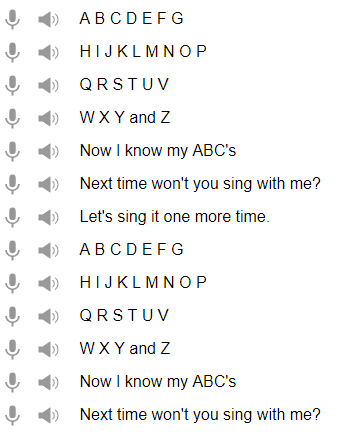 A B C D E F G
H I J K L M N O P
Q R S T U V
W X Y and Z
Now I know my ABC's
Next time won't you sing with me?
Let's sing it one more time.
A B C D E F G
H I J K L M N O P
Q R S T U V
W X Y and Z
Now I know my ABC's
Next time won't you sing with me?